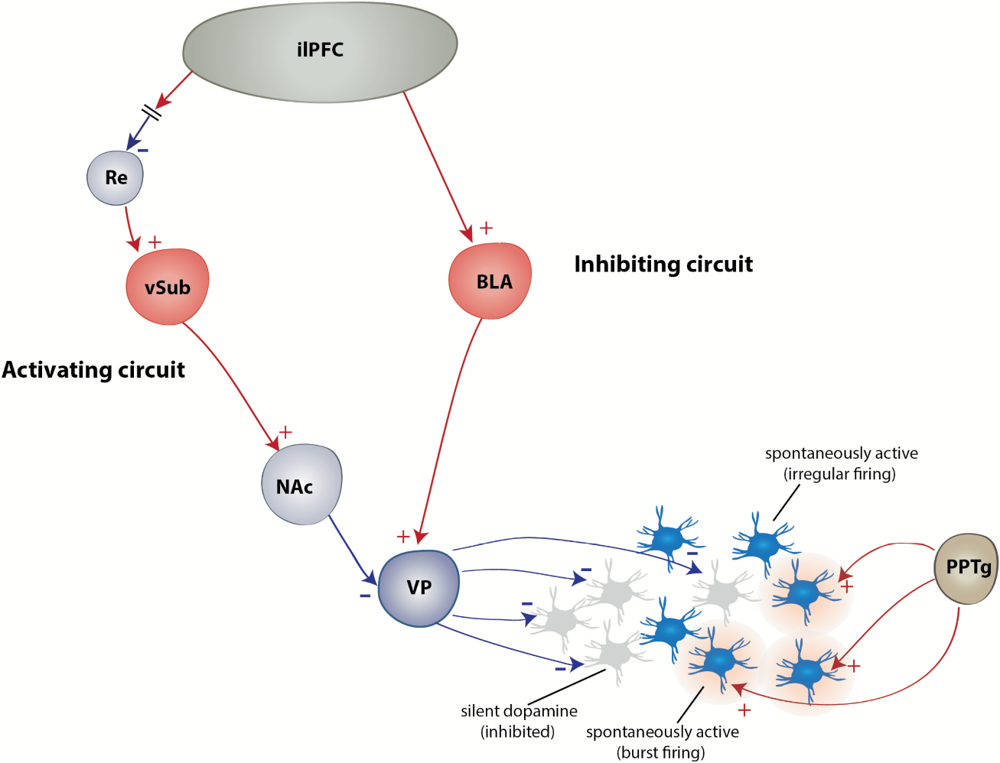 ilPFC
−
Re
+
+
vSub
BLA
Inhibiting circuit
Activating circuit
+
NAc
spontaneously active
(irregular firing)
+
−
VP
−
−
−
−
PPTg
+
+
+
silent dopamine
(inhibited)
spontaneously active
(burst firing)